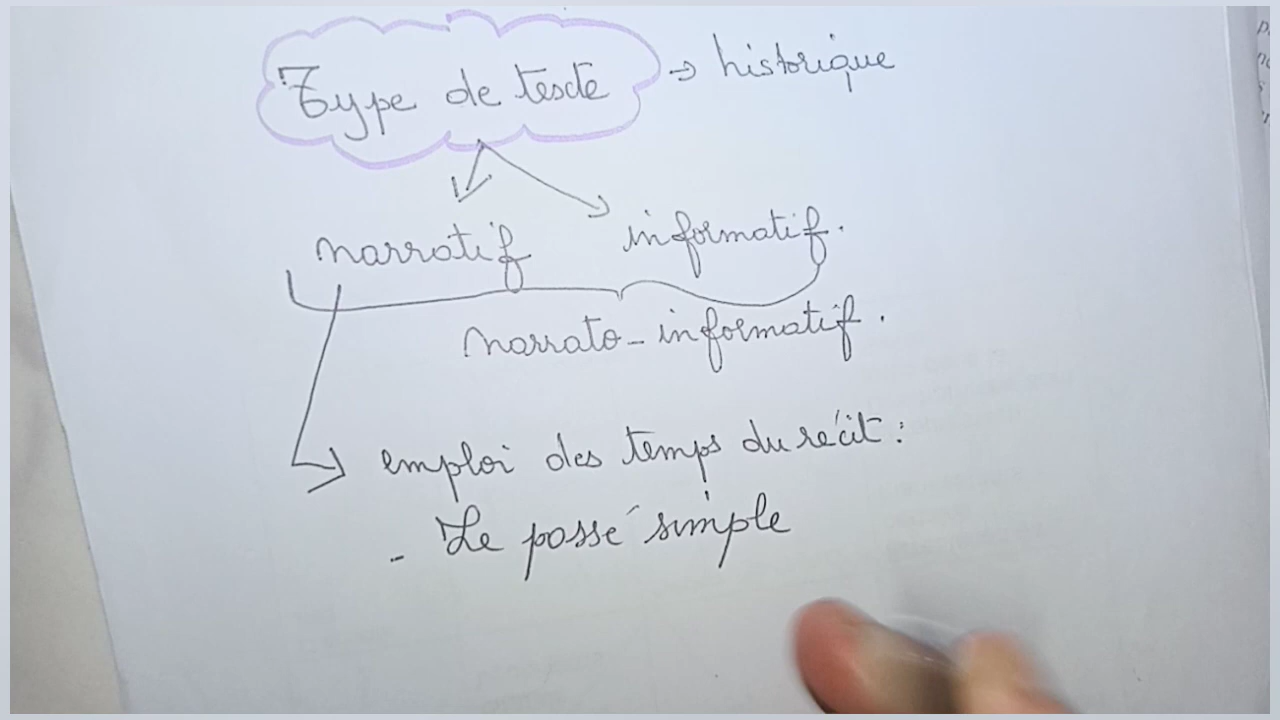 Type de texte → historique
narratif informatif.
narrato-informatif.
emploi des temps du récit :
- Le passé simple